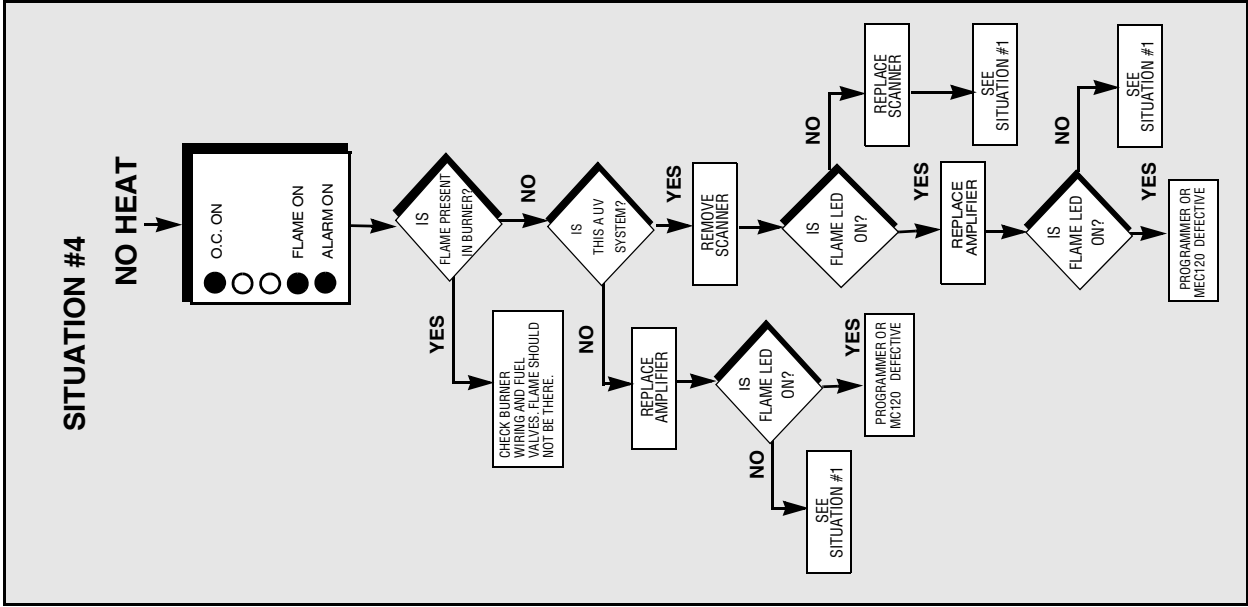 SITUATION #4
NO HEAT
O.C. ON
FLAME ON
ALARM ON
IS
FLAME PRESENT
IN BURNER?
YES
CHECK BURNER
WIRING AND FUEL
VALVES. FLAME SHOULD
NOT BE THERE.
NO
IS
THIS A UV
SYSTEM?
NO
REPLACE
AMPLIFIER
IS
FLAME LED
ON?
NO
SEE
SITUATION #1
YES
PROGRAMMER OR
MC120 DEFECTIVE
YES
REMOVE
SCANNER
IS
FLAME LED
ON?
NO
REPLACE
SCANNER
SEE
SITUATION #1
YES
REPLACE
AMPLIFIER
IS
FLAME LED
ON?
NO
SEE
SITUATION #1
YES
PROGRAMMER OR
MEC120 DEFECTIVE